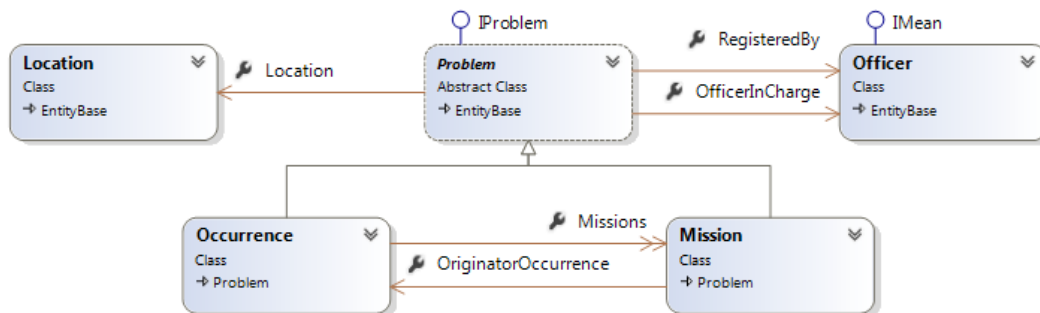 IProblem
IMean
Location
Class
EntityBase
Location
Problem
Abstract Class
EntityBase
RegisteredBy
OfficerInCharge
Officer
Class
EntityBase
Occurrence
Class
Problem
Missions
OriginatorOccurrence
Mission
Class
Problem